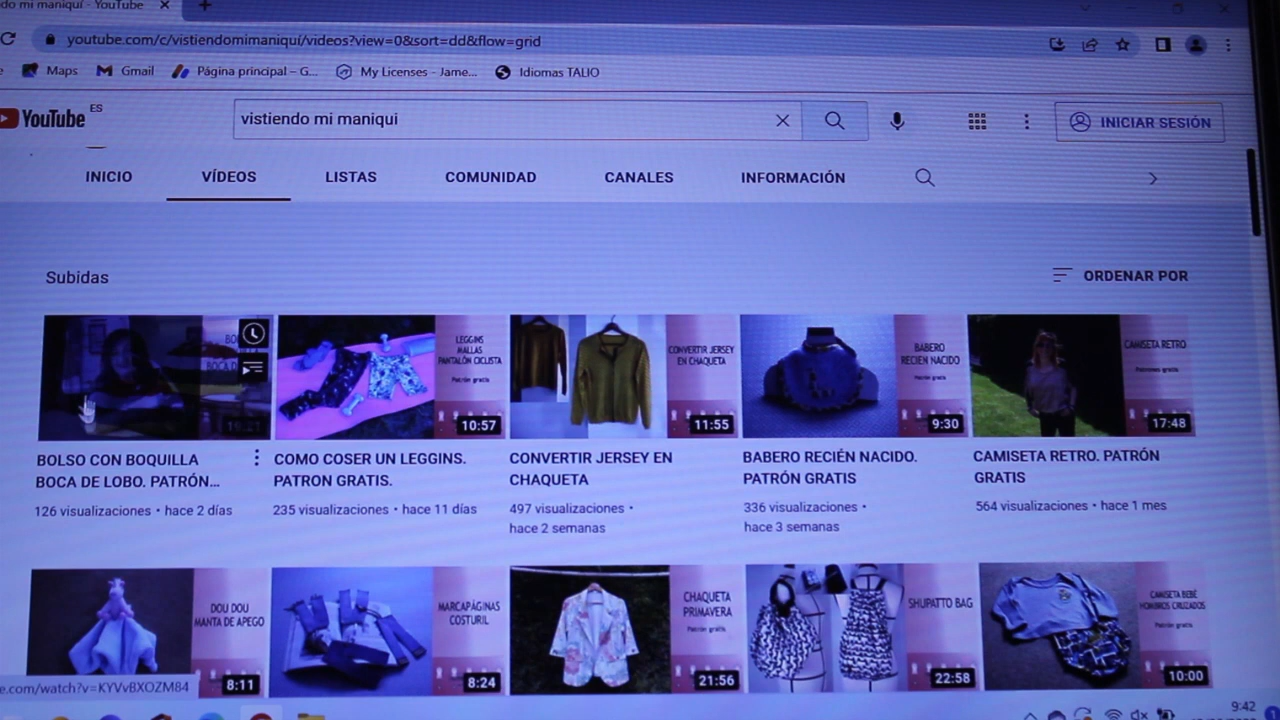 do mi maniquí - YouTube
youtube.com/c/vistiendomimaniquí/videos?view=0&sort=dd&flow=grid
Maps
Gmail
Página principal – G...
My Licenses - Jame...
Idiomas TALIO
YouTube
ES
vistiendo mi maniqui
INICIAR SESIÓN
INICIO
VÍDEOS
LISTAS
COMUNIDAD
CANALES
INFORMACIÓN
Subidas
ORDENAR POR
LEGGINS
MALLAS
PANTALÓN CICLISTA
Patrón gratis
10:57
CONVERTIR JERSEY
EN CHAQUETA
11:55
BABERO
RECIEN NACIDO
Patrón gratis
9:30
CAMISETA RETRO
Patrones gratis
17:48
BOLSO CON BOQUILLA
BOCA DE LOBO. PATRÓN...
126 visualizaciones • hace 2 días
COMO COSER UN LEGGINS.
PATRON GRATIS.
235 visualizaciones • hace 11 días
CONVERTIR JERSEY EN
CHAQUETA
497 visualizaciones •
hace 2 semanas
BABERO RECIÉN NACIDO.
PATRÓN GRATIS
336 visualizaciones •
hace 3 semanas
CAMISETA RETRO. PATRÓN
GRATIS
564 visualizaciones • hace 1 mes
DOU DOU
MANTA DE APEGO
8:11
MARCAPÁGINAS
COSTURIL
8:24
CHAQUETA
PRIMAVERA
Patrón gratis
21:56
SHUPATTO BAG
22:58
CAMISETA BEBÉ
HOMBROS CRUZADOS
Patrón gratis
10:00
e.com/watch?v=KYVvBXOZM84
9:42